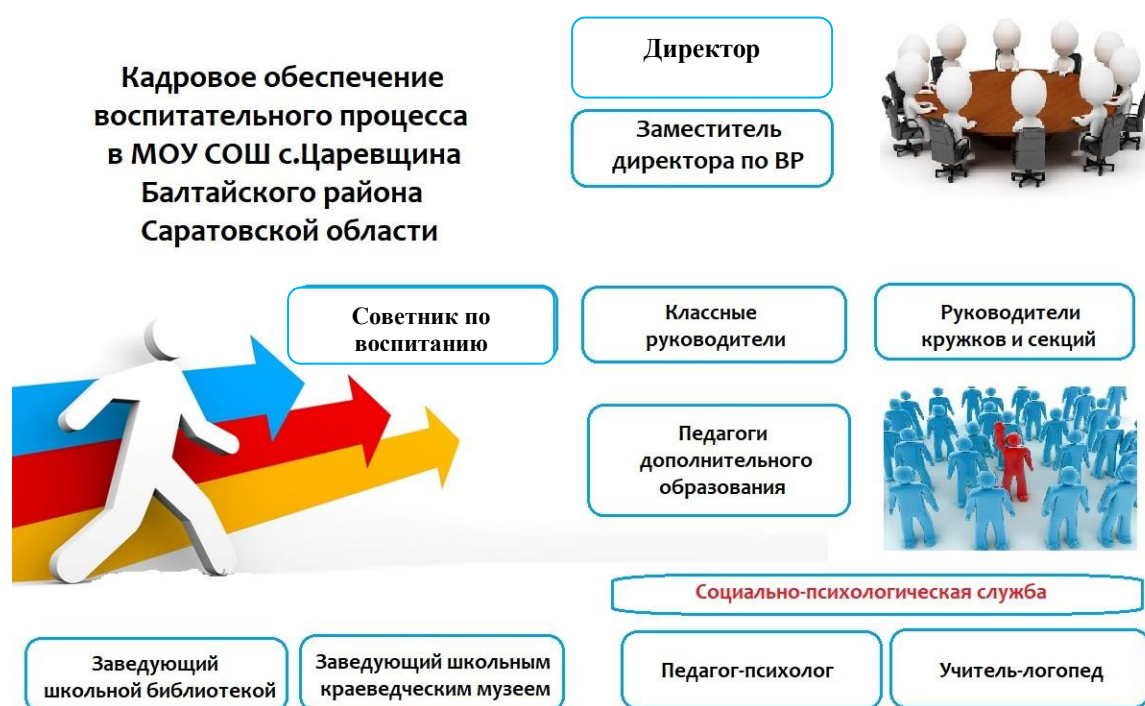 Кадровое обеспечение
воспитательного процесса
в МОУ СОШ с.Царевщина
Балтайского района
Саратовской области
Директор
Заместитель
директора по ВР
Советник по
воспитанию
Классные
руководители
Руководители
кружков и секций
Педагоги
дополнительного
образования
Социально-психологическая служба
Заведующий
школьной библиотекой
Заведующий школьным
краеведческим музеем
Педагог-психолог
Учитель-логопед